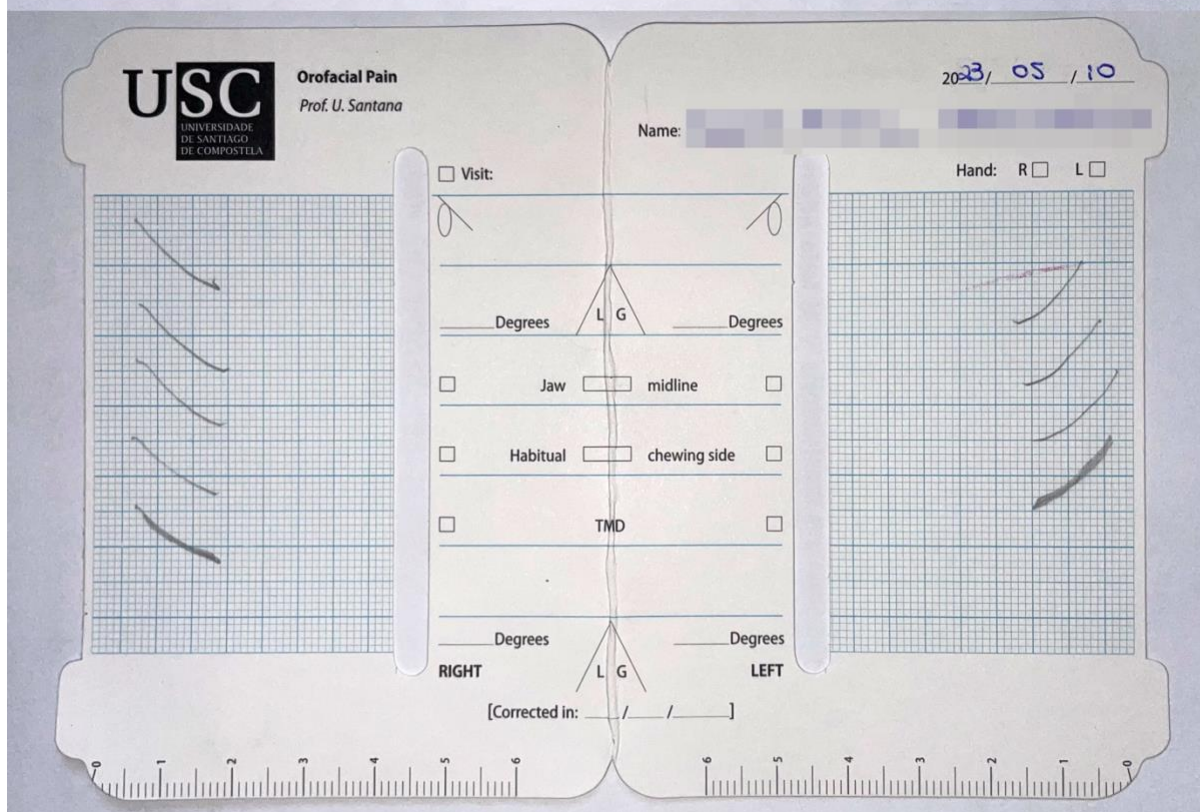 USC
UNIVERSIDADE
DE SANTIAGO
DE COMPOSTELA
Orofacial Pain
Prof. U. Santana
2023/ 05 / 10
Name:
Visit:
Hand: R L
L G
Degrees Degrees
Jaw midline
Habitual chewing side
TMD
Degrees Degrees
RIGHT L G LEFT
[Corrected in: / / ]
0 1 2 3 4 5 6
6 5 4 3 2 1 0